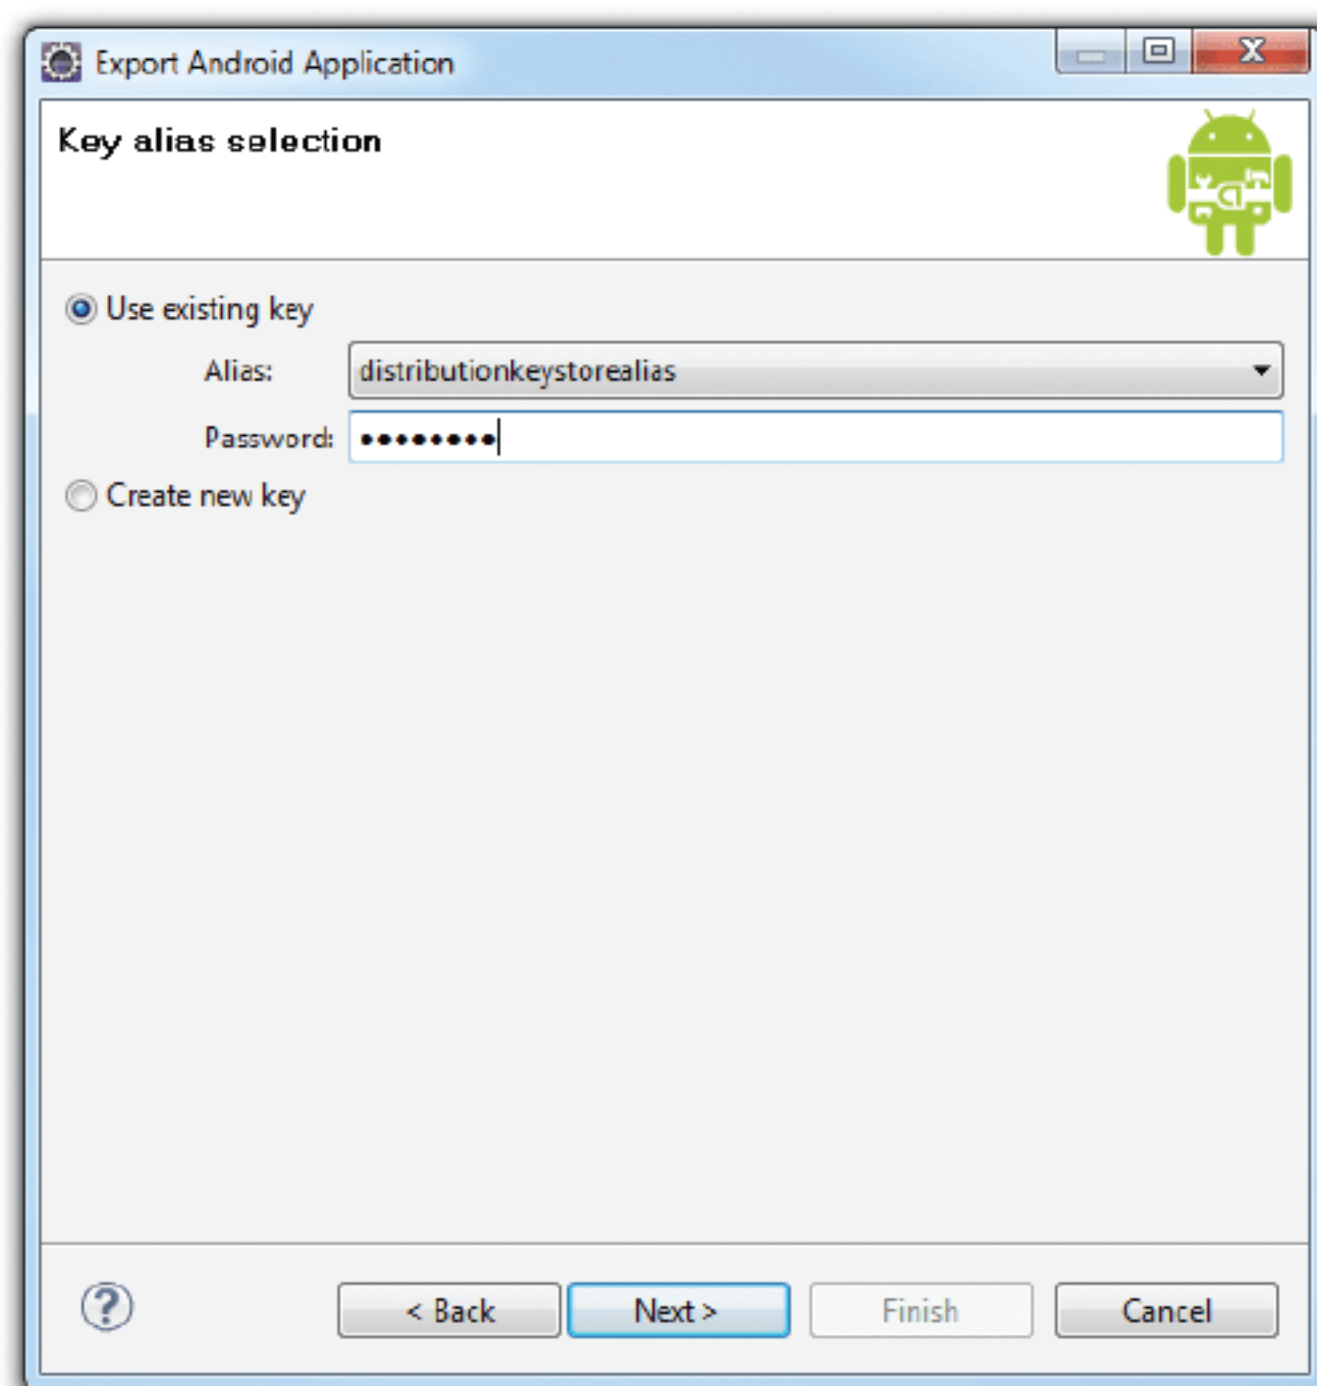 Export Android Application
Key alias selection
Use existing key
Alias: distributionkeystorealias
Password: ••••••••
Create new key
< Back Next > Finish Cancel